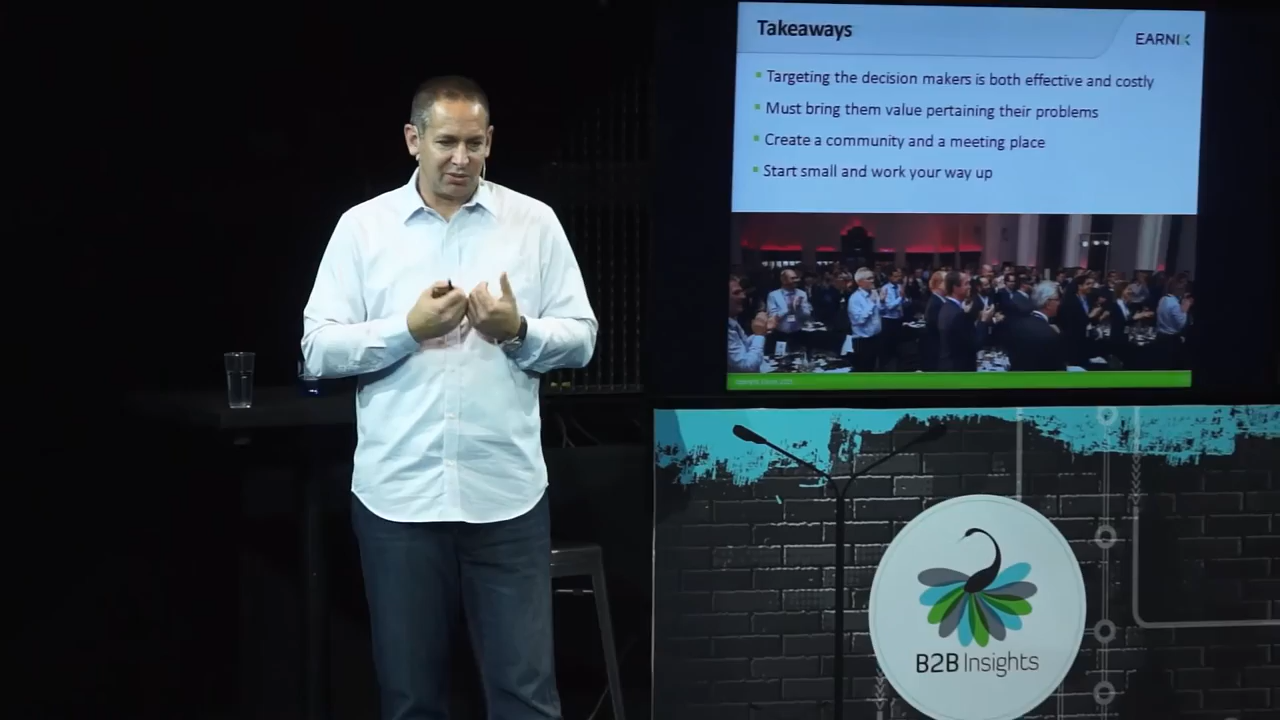 Takeaways
EARNIX
Targeting the decision makers is both effective and costly
Must bring them value pertaining their problems
Create a community and a meeting place
Start small and work your way up
B2B Insights